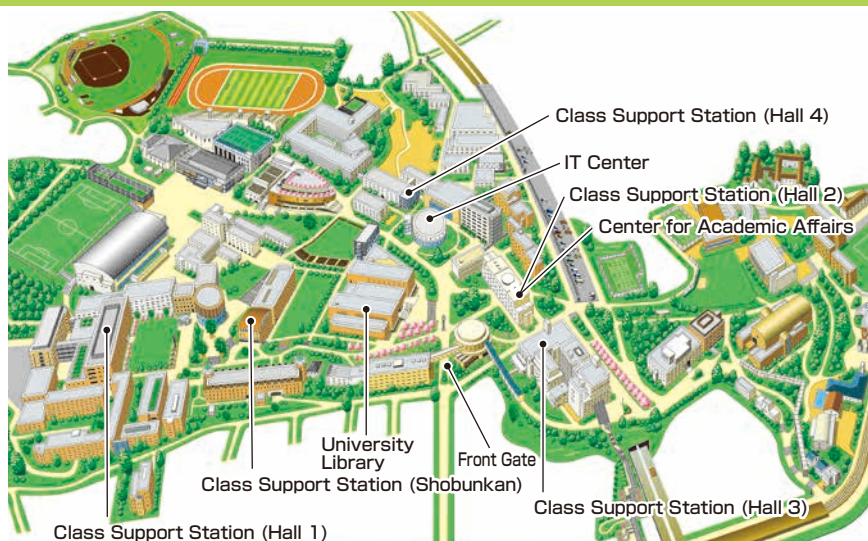 Class Support Station (Hall 4)
IT Center
Class Support Station (Hall 2)
Center for Academic Affairs
University
Library
Front Gate
Class Support Station (Shobunkan)
Class Support Station (Hall 3)
Class Support Station (Hall 1)